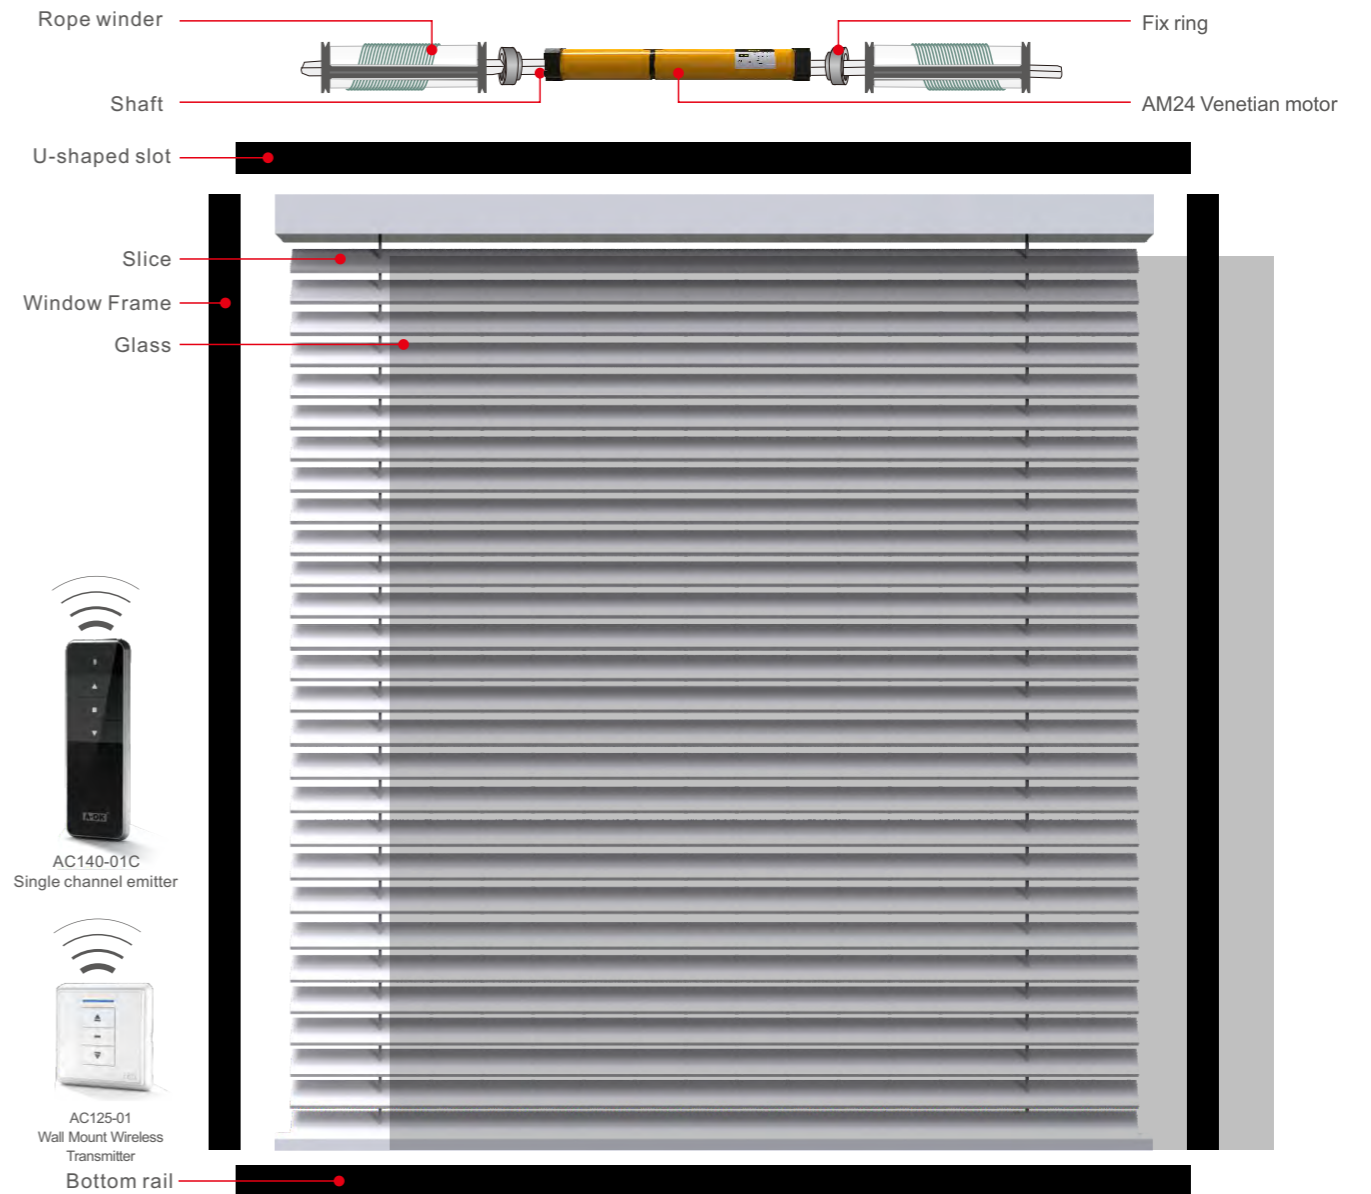 Rope winder
Fix ring
Shaft
AM24 Venetian motor
U-shaped slot
Slice
Window Frame
Glass
A-OK
AC140-01C
Single channel emitter
AC125-01
Wall Mount Wireless
Transmitter
Bottom rail